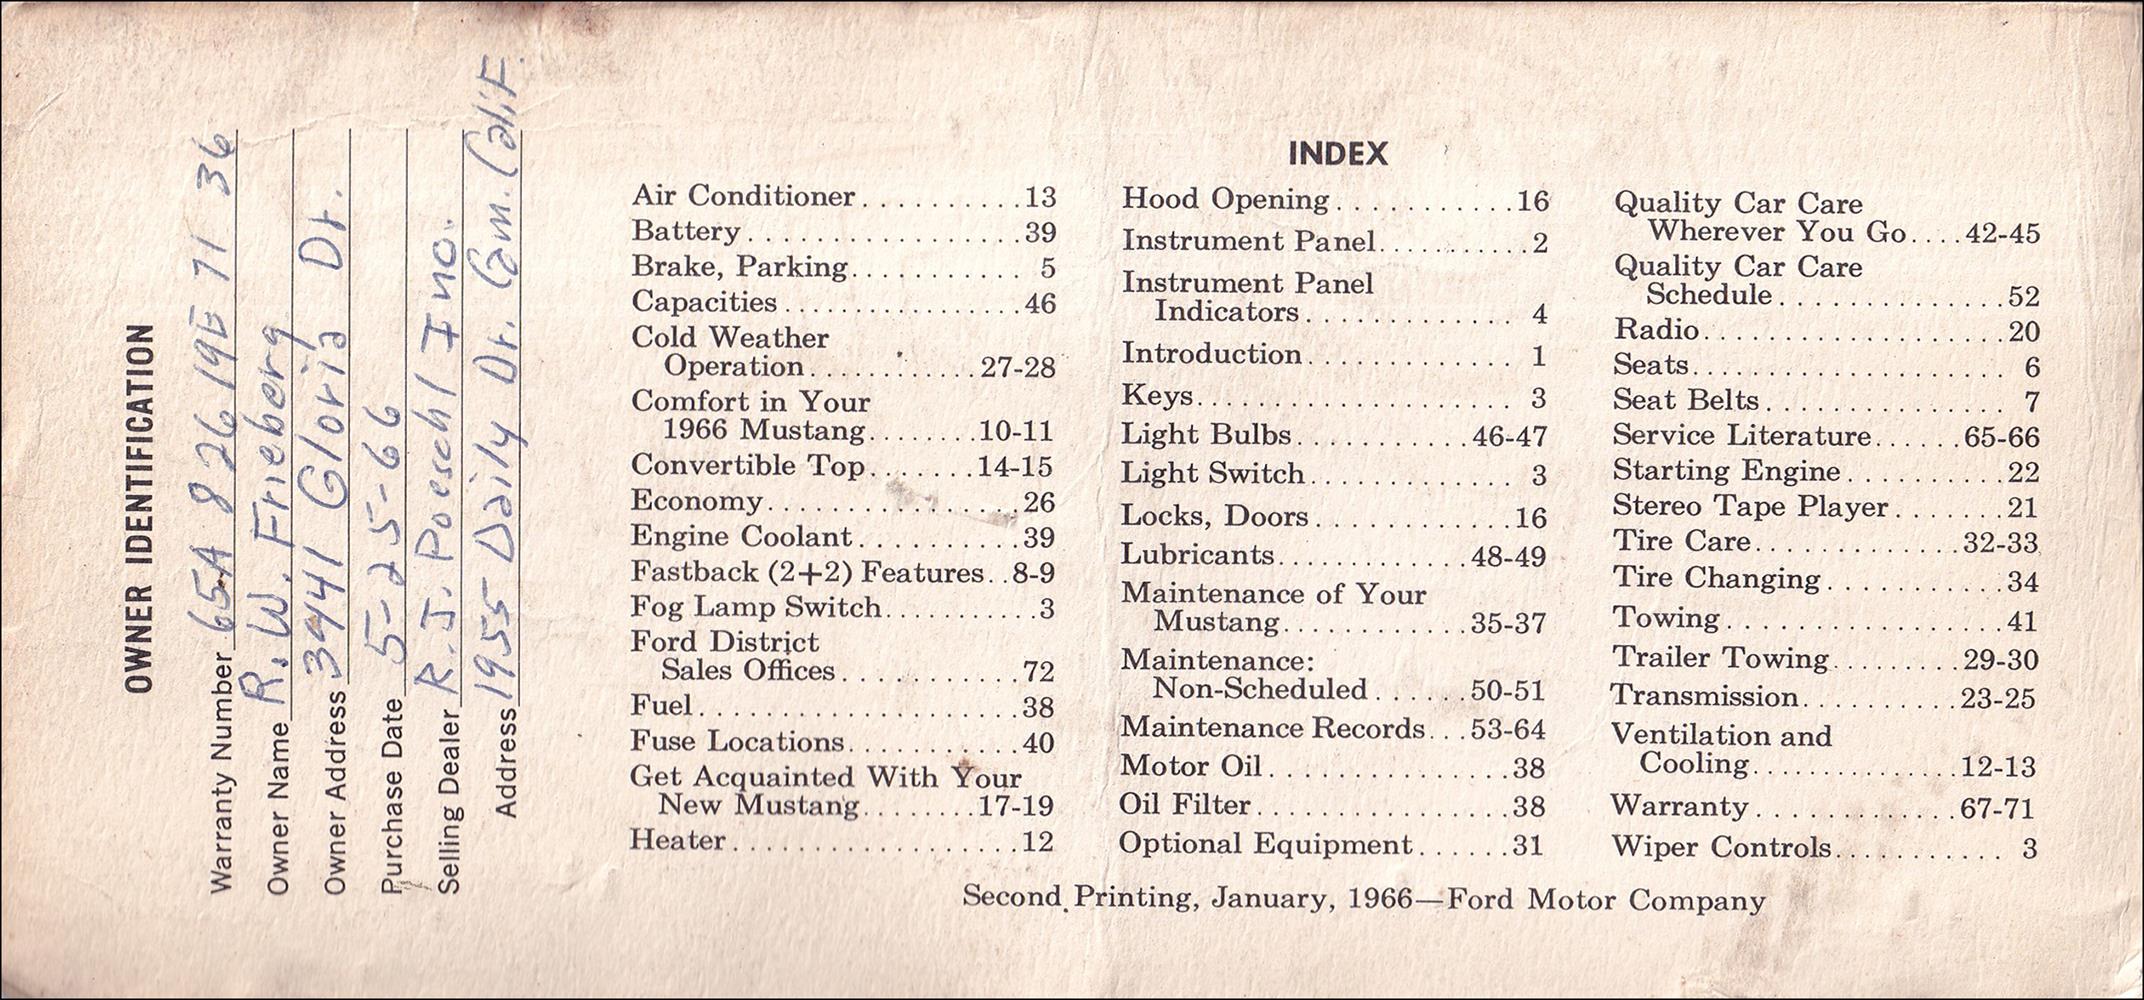 OWNER IDENTIFICATION
Warranty Number 65A 8 26 19E 71 36
Owner Name R. W. Frieberg
Owner Address 3941 Gloria Dr.
Purchase Date 5-25-66
Selling Dealer R. J. Poeschl Inc.
Address 1955 Daily Dr. Cam. Calif.
INDEX
Air Conditioner..........13
Battery.................39
Brake, Parking........... 5
Capacities...............46
Cold Weather
Operation............27-28
Comfort in Your
1966 Mustang........10-11
Convertible Top.......14-15
Economy................26
Engine Coolant..........39
Fastback (2+2) Features..8-9
Fog Lamp Switch..........3
Ford District
Sales Offices...........72
Fuel....................38
Fuse Locations...........40
Get Acquainted With Your
New Mustang........17-19
Heater..................12
Hood Opening...........16
Instrument Panel..........2
Instrument Panel
Indicators............. 4
Introduction............. 1
Keys.................... 3
Light Bulbs...........46-47
Light Switch............. 3
Locks, Doors............16
Lubricants............48-49
Maintenance of Your
Mustang............35-37
Maintenance:
Non-Scheduled......50-51
Maintenance Records...53-64
Motor Oil...............38
Oil Filter................38
Optional Equipment......31
Quality Car Care
Wherever You Go....42-45
Quality Car Care
Schedule..............52
Radio...................20
Seats..................... 6
Seat Belts............... 7
Service Literature......65-66
Starting Engine..........22
Stereo Tape Player.......21
Tire Care.............32-33
Tire Changing...........34
Towing.................41
Trailer Towing.........29-30
Transmission..........23-25
Ventilation and
Cooling.............12-13
Warranty.............67-71
Wiper Controls.......... 3
Second Printing, January, 1966—Ford Motor Company